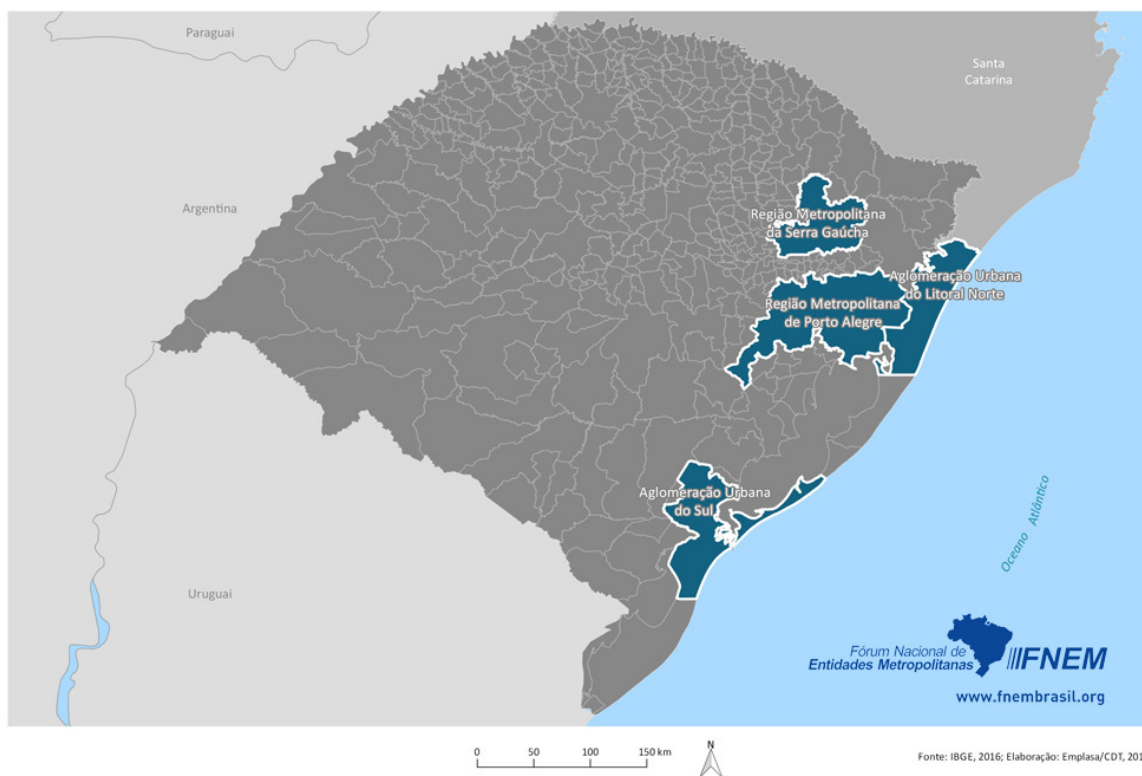 Paraguai
Santa
Catarina
Argentina
Região Metropolitana
da Serra Gaúcha
Aglomeração Urbana
do Litoral Norte
Região Metropolitana
de Porto Alegre
Aglomeração Urbana
do Sul
Oceano Atlântico
Uruguai
Fórum Nacional de
Entidades Metropolitanas
FNEM
www.fnembrasil.org
0 50 100 150 km
N
Fonte: IBGE, 2016; Elaboração: Emplasa/CDT, 201